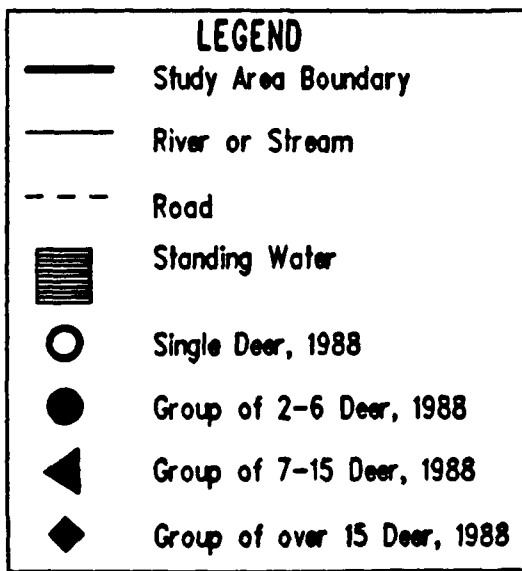 LEGEND
Study Area Boundary
River or Stream
Road
Standing Water
Single Deer, 1988
Group of 2-6 Deer, 1988
Group of 7-15 Deer, 1988
Group of over 15 Deer, 1988